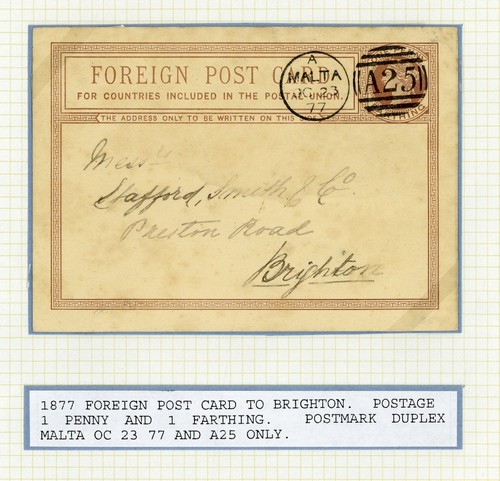 FOREIGN POST CARD
FOR COUNTRIES INCLUDED IN THE POSTAL UNION.
THE ADDRESS ONLY TO BE WRITTEN ON THIS
A
MALTA
OC 23
77
A25
FARTHING
Messrs
Stafford, Smith & Co.
Preston Road
Brighton
1877 FOREIGN POST CARD TO BRIGHTON. POSTAGE
1 PENNY AND 1 FARTHING. POSTMARK DUPLEX
MALTA OC 23 77 AND A25 ONLY.